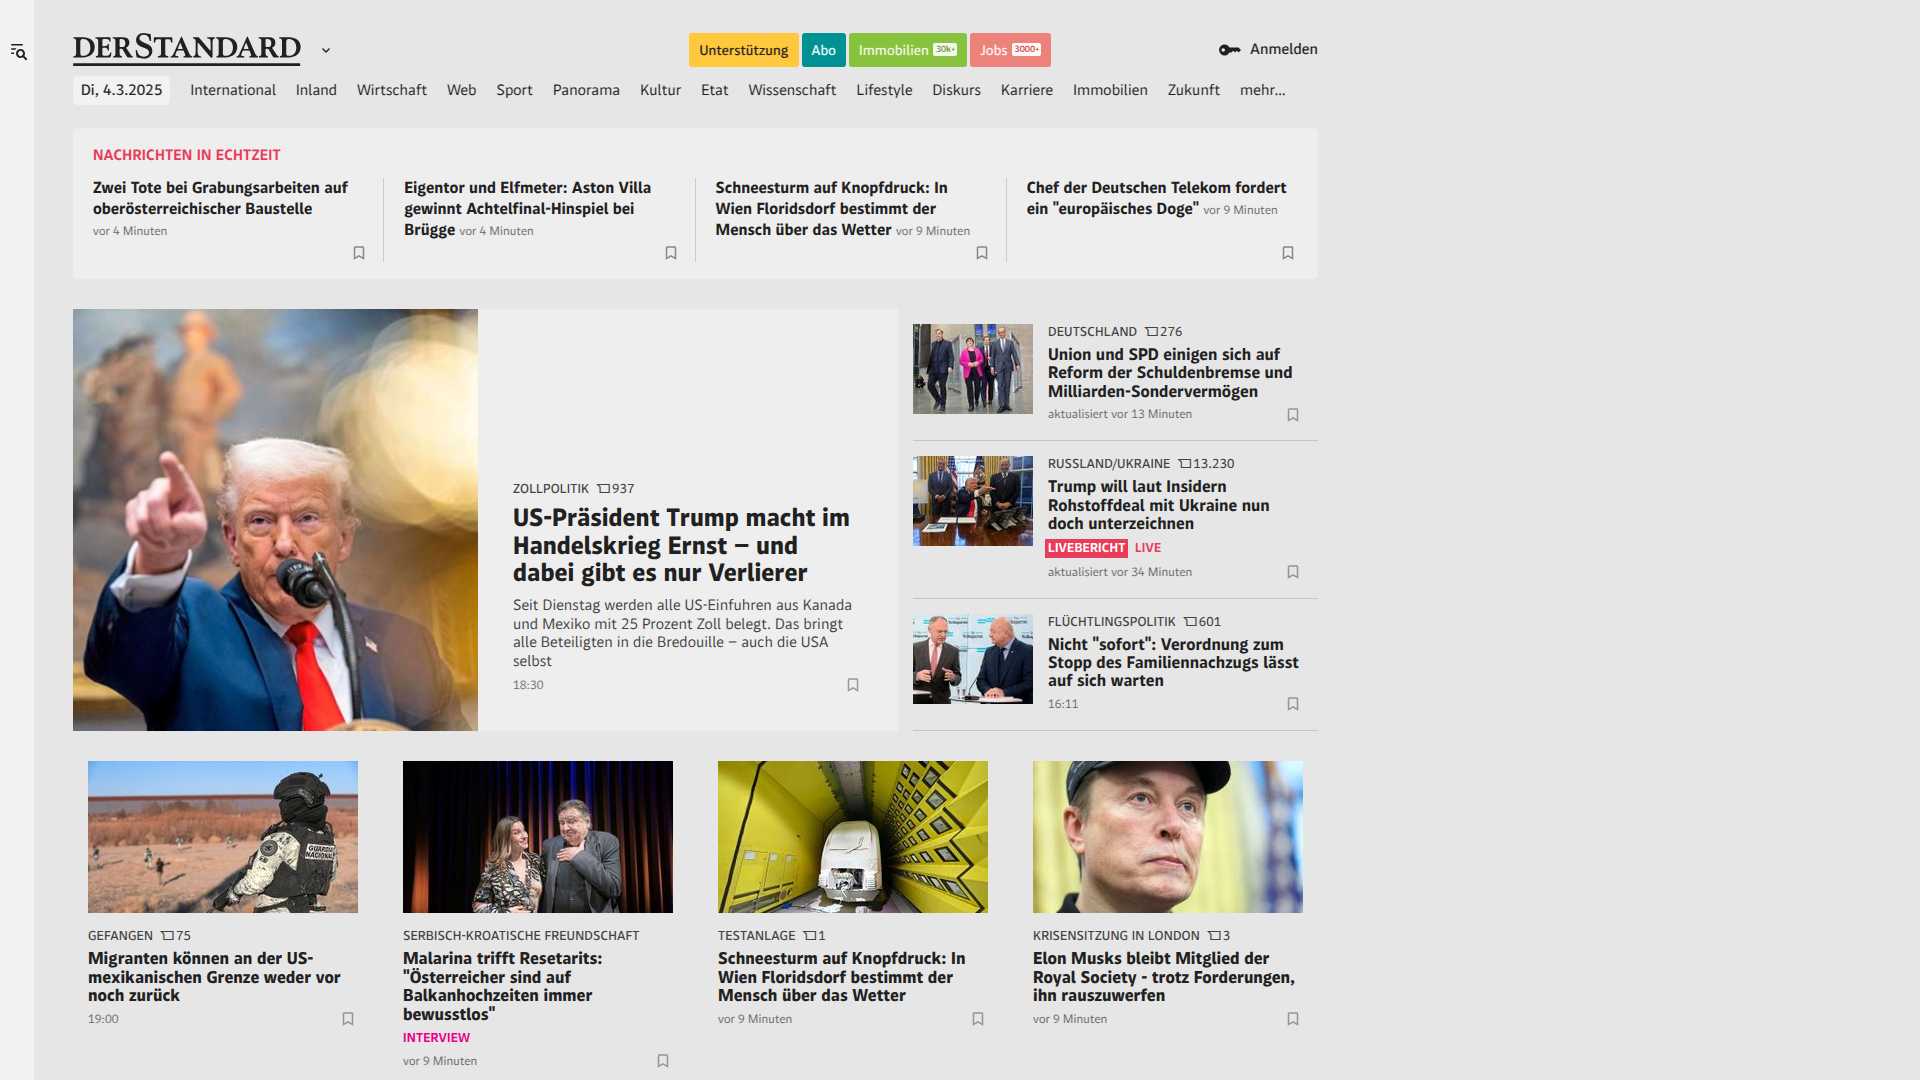 DERSTANDARD
Unterstützung
Abo
Immobilien 30k+
Jobs 3000+
Anmelden
Di, 4.3.2025
International
Inland
Wirtschaft
Web
Sport
Panorama
Kultur
Etat
Wissenschaft
Lifestyle
Diskurs
Karriere
Immobilien
Zukunft
mehr...
NACHRICHTEN IN ECHTZEIT
Zwei Tote bei Grabungsarbeiten auf
oberösterreichischer Baustelle
vor 4 Minuten
Eigentor und Elfmeter: Aston Villa
gewinnt Achtelfinal-Hinspiel bei
Brügge vor 4 Minuten
Schneesturm auf Knopfdruck: In
Wien Floridsdorf bestimmt der
Mensch über das Wetter vor 9 Minuten
Chef der Deutschen Telekom fordert
ein "europäisches Doge" vor 9 Minuten
ZOLLPOLITIK 937
US-Präsident Trump macht im
Handelskrieg Ernst – und
dabei gibt es nur Verlierer
Seit Dienstag werden alle US-Einfuhren aus Kanada
und Mexiko mit 25 Prozent Zoll belegt. Das bringt
alle Beteiligten in die Bredouille – auch die USA
selbst
18:30
DEUTSCHLAND 276
Union und SPD einigen sich auf
Reform der Schuldenbremse und
Milliarden-Sondervermögen
aktualisiert vor 13 Minuten
RUSSLAND/UKRAINE 13.230
Trump will laut Insidern
Rohstoffdeal mit Ukraine nun
doch unterzeichnen
LIVEBERICHT LIVE
aktualisiert vor 34 Minuten
FLÜCHTLINGSPOLITIK 601
Nicht "sofort": Verordnung zum
Stopp des Familiennachzugs lässt
auf sich warten
16:11
GUARDIA
NACIONAL
GEFANGEN 75
Migranten können an der US-
mexikanischen Grenze weder vor
noch zurück
19:00
SERBISCH-KROATISCHE FREUNDSCHAFT
Malarina trifft Resetarits:
"Österreicher sind auf
Balkanhochzeiten immer
bewusstlos"
INTERVIEW
vor 9 Minuten
TESTANLAGE 1
Schneesturm auf Knopfdruck: In
Wien Floridsdorf bestimmt der
Mensch über das Wetter
vor 9 Minuten
KRISENSITZUNG IN LONDON 3
Elon Musks bleibt Mitglied der
Royal Society - trotz Forderungen,
ihn rauszuwerfen
vor 9 Minuten